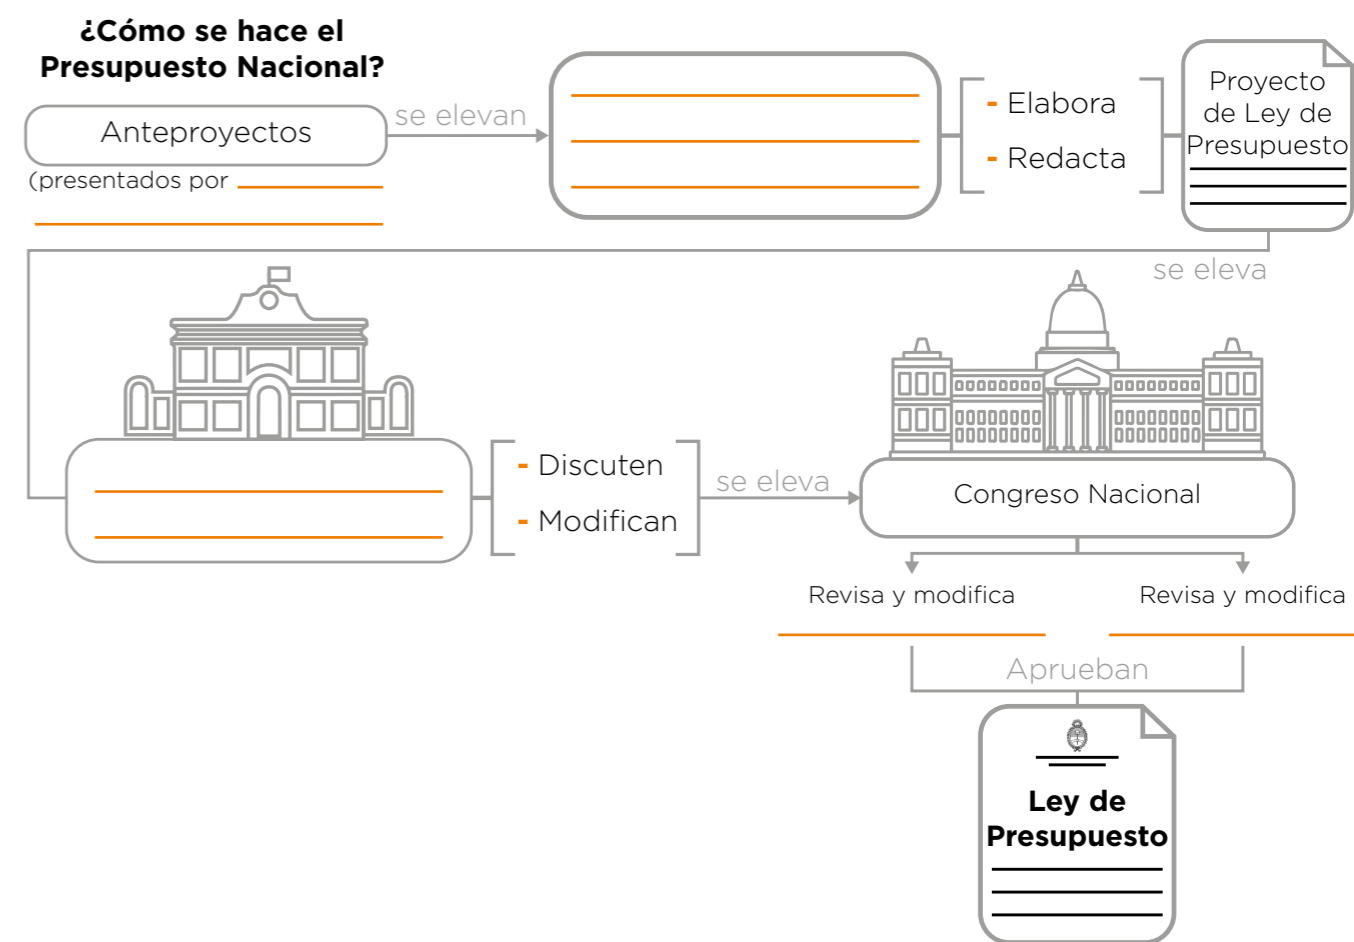 ¿Cómo se hace el
Presupuesto Nacional?
Anteproyectos
se elevan
(presentados por
- Elabora
- Redacta
Proyecto
de Ley de
Presupuesto
se eleva
- Discuten
- Modifican
se eleva
Congreso Nacional
Revisa y modifica
Revisa y modifica
Aprueban
Ley de
Presupuesto